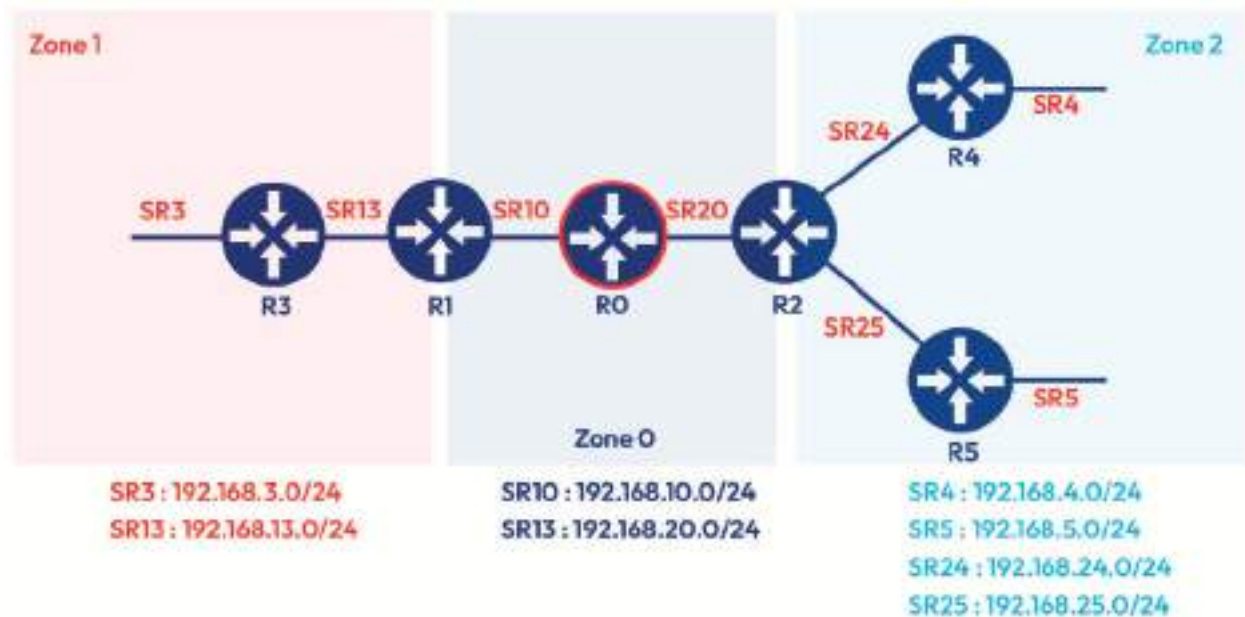 Zone 1
Zone 2
SR4
SR24
R4
SR3
SR13
SR10
SR20
R3
R1
R0
R2
SR25
SR5
Zone 0
R5
SR3 : 192.168.3.0/24
SR13 : 192.168.13.0/24
SR10 : 192.168.10.0/24
SR13 : 192.168.20.0/24
SR4 : 192.168.4.0/24
SR5 : 192.168.5.0/24
SR24 : 192.168.24.0/24
SR25 : 192.168.25.0/24